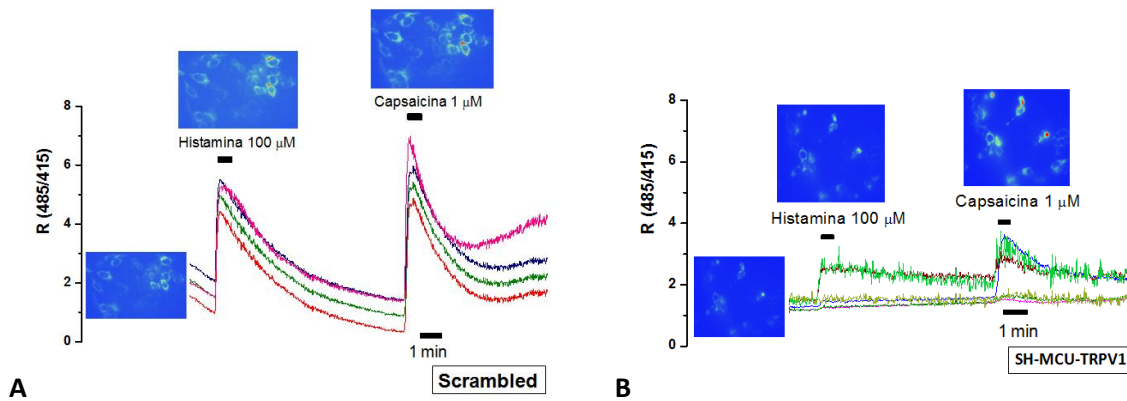 Capsaicina 1 μM
Histamina 100 μM
R (485/415)
8
6
4
2
0
1 min
Scrambled
A
Capsaicina 1 μM
Histamina 100 μM
R (485/415)
8
6
4
2
0
1 min
SH-MCU-TRPV1
B